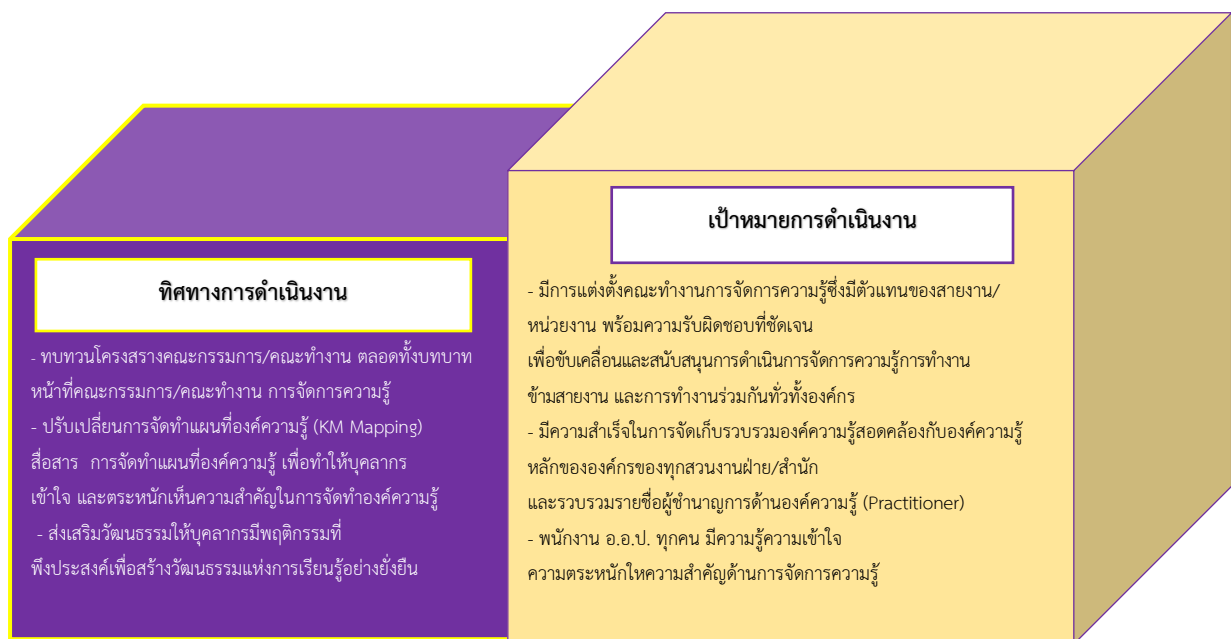 ทิศทางการดำเนินงาน
- ทบทวนโครงสรางคณะกรรมการ/คณะทำงาน ตลอดทั้งบทบาท
หน้าที่คณะกรรมการ/คณะทำงาน การจัดการความรู้
- ปรับเปลี่ยนการจัดทำแผนที่องค์ความรู้ (KM Mapping)
สื่อสาร การจัดทำแผนที่องค์ความรู้ เพื่อทำให้บุคลากร
เข้าใจ และตระหนักเห็นความสำคัญในการจัดทำองค์ความรู้
- ส่งเสริมวัฒนธรรมให้บุคลากรมีพฤติกรรมที่
พึงประสงค์เพื่อสร้างวัฒนธรรมแห่งการเรียนรู้อย่างยั่งยืน
เป้าหมายการดำเนินงาน
- มีการแต่งตั้งคณะทำงานการจัดการความรู้ซึ่งมีตัวแทนของสายงาน/
หน่วยงาน พร้อมความรับผิดชอบที่ชัดเจน
เพื่อขับเคลื่อนและสนับสนุนการดำเนินการจัดการความรู้การทำงาน
ข้ามสายงาน และการทำงานร่วมกันทั่วทั้งองค์กร
- มีความสำเร็จในการจัดเก็บรวบรวมองค์ความรู้สอดคล้องกับองค์ความรู้
หลักขององค์กรของทุกสวนงานฝ่าย/สำนัก
และรวบรวมรายชื่อผู้ชำนาญการด้านองค์ความรู้ (Practitioner)
- พนักงาน อ.อ.ป. ทุกคน มีความรู้ความเข้าใจ
ความตระหนักใหความสำคัญด้านการจัดการความรู้